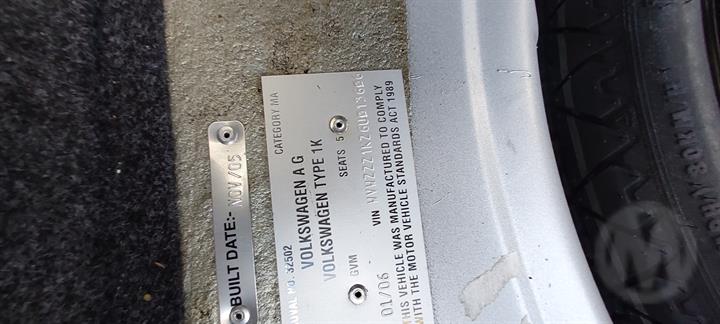 BUILT DATE:- NOV/05
CATEGORY MA
32502
VOLKSWAGEN A G
VOLKSWAGEN TYPE 1K
SEATS 5
GVM
VIN
01/06
THIS VEHICLE WAS MANUFACTURED TO COMPLY
WITH THE MOTOR VEHICLE STANDARDS ACT 1989